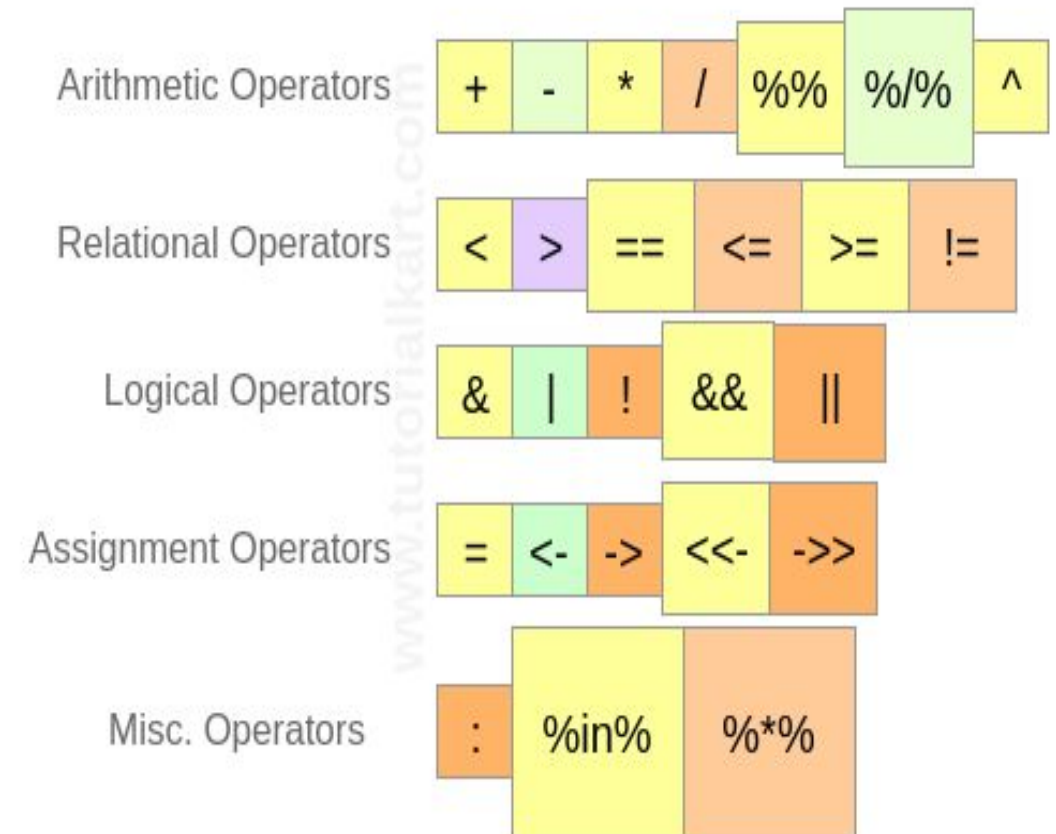 Arithmetic Operators + - * / %% %/% ^
Relational Operators < > == <= >= !=
Logical Operators & | ! && ||
Assignment Operators = <- -> <<- ->>
Misc. Operators : %in% %*%
www.tutorialkart.com